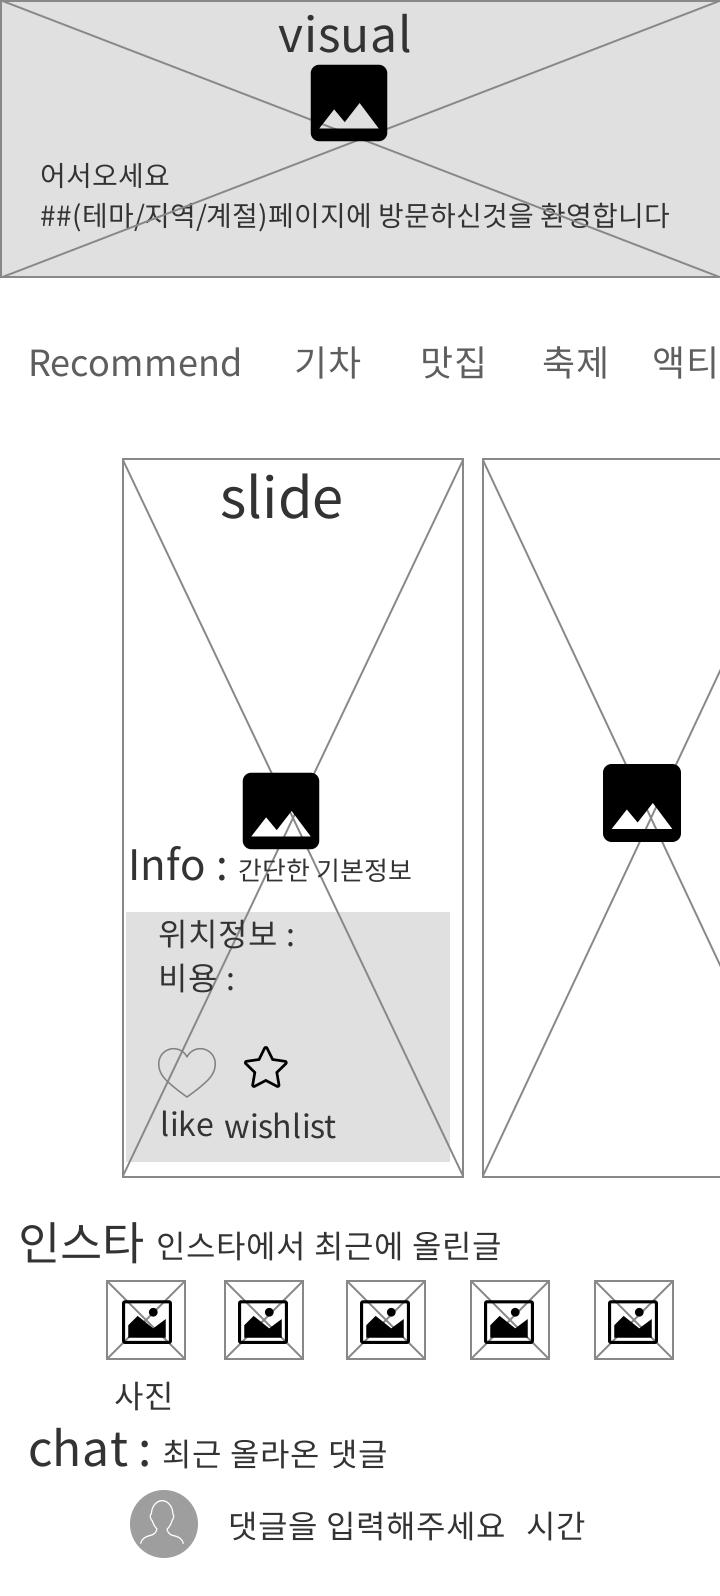 visual
어서오세요
##(테마/지역/계절)페이지에 방문하신것을 환영합니다
Recommend 기차 맛집 축제 액티
slide
Info : 간단한 기본정보
위치정보 :
비용 :
like wishlist
인스타 인스타에서 최근에 올린글
사진
chat : 최근 올라온 댓글
댓글을 입력해주세요 시간